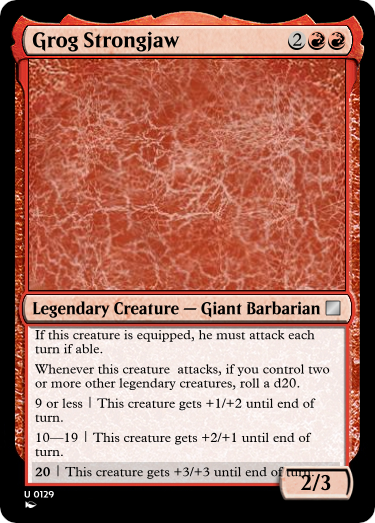 Grog Strongjaw 2
Legendary Creature — Giant Barbarian
If this creature is equipped, he must attack each
turn if able.
Whenever this creature  attacks, if you control two
or more other legendary creatures, roll a d20.
9 or less | This creature gets +1/+2 until end of
turn.
10—19 | This creature gets +2/+1 until end of
turn.
20 | This creature gets +3/+3 until end of turn.
2/3
U 0129